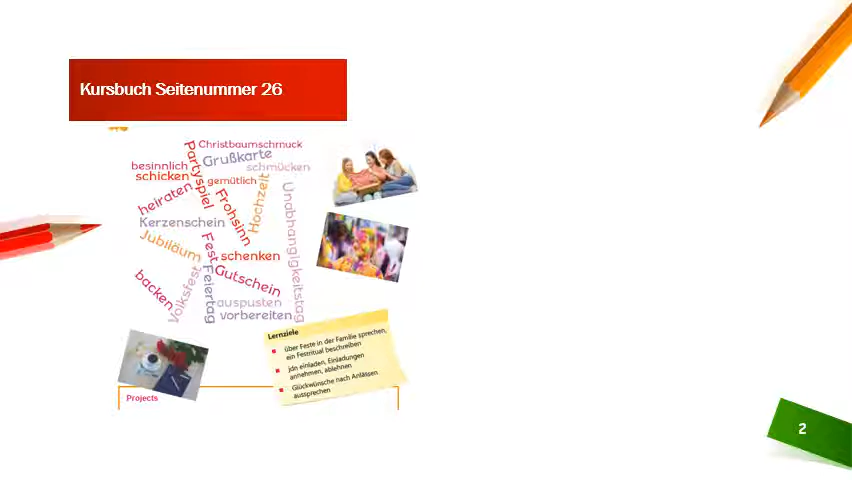 Kursbuch Seitenummer 26
Christbaumschmuck
Partyspiel
Grußkarte
besinnlich
schmücken
schicken
gemütlich
heiraten
Frohsinn
Hochzeit
Unabhängigkeitstag
Kerzenschein
Jubiläum
Fest
schenken
Gutschein
backen
Volksfest
Feiertag
auspusten
vorbereiten
Lernziele
über Feste in der Familie sprechen,
ein Festritual beschreiben
jdn einladen, Einladungen
annehmen, ablehnen
Glückwünsche nach Anlässen
aussprechen
Projects
2